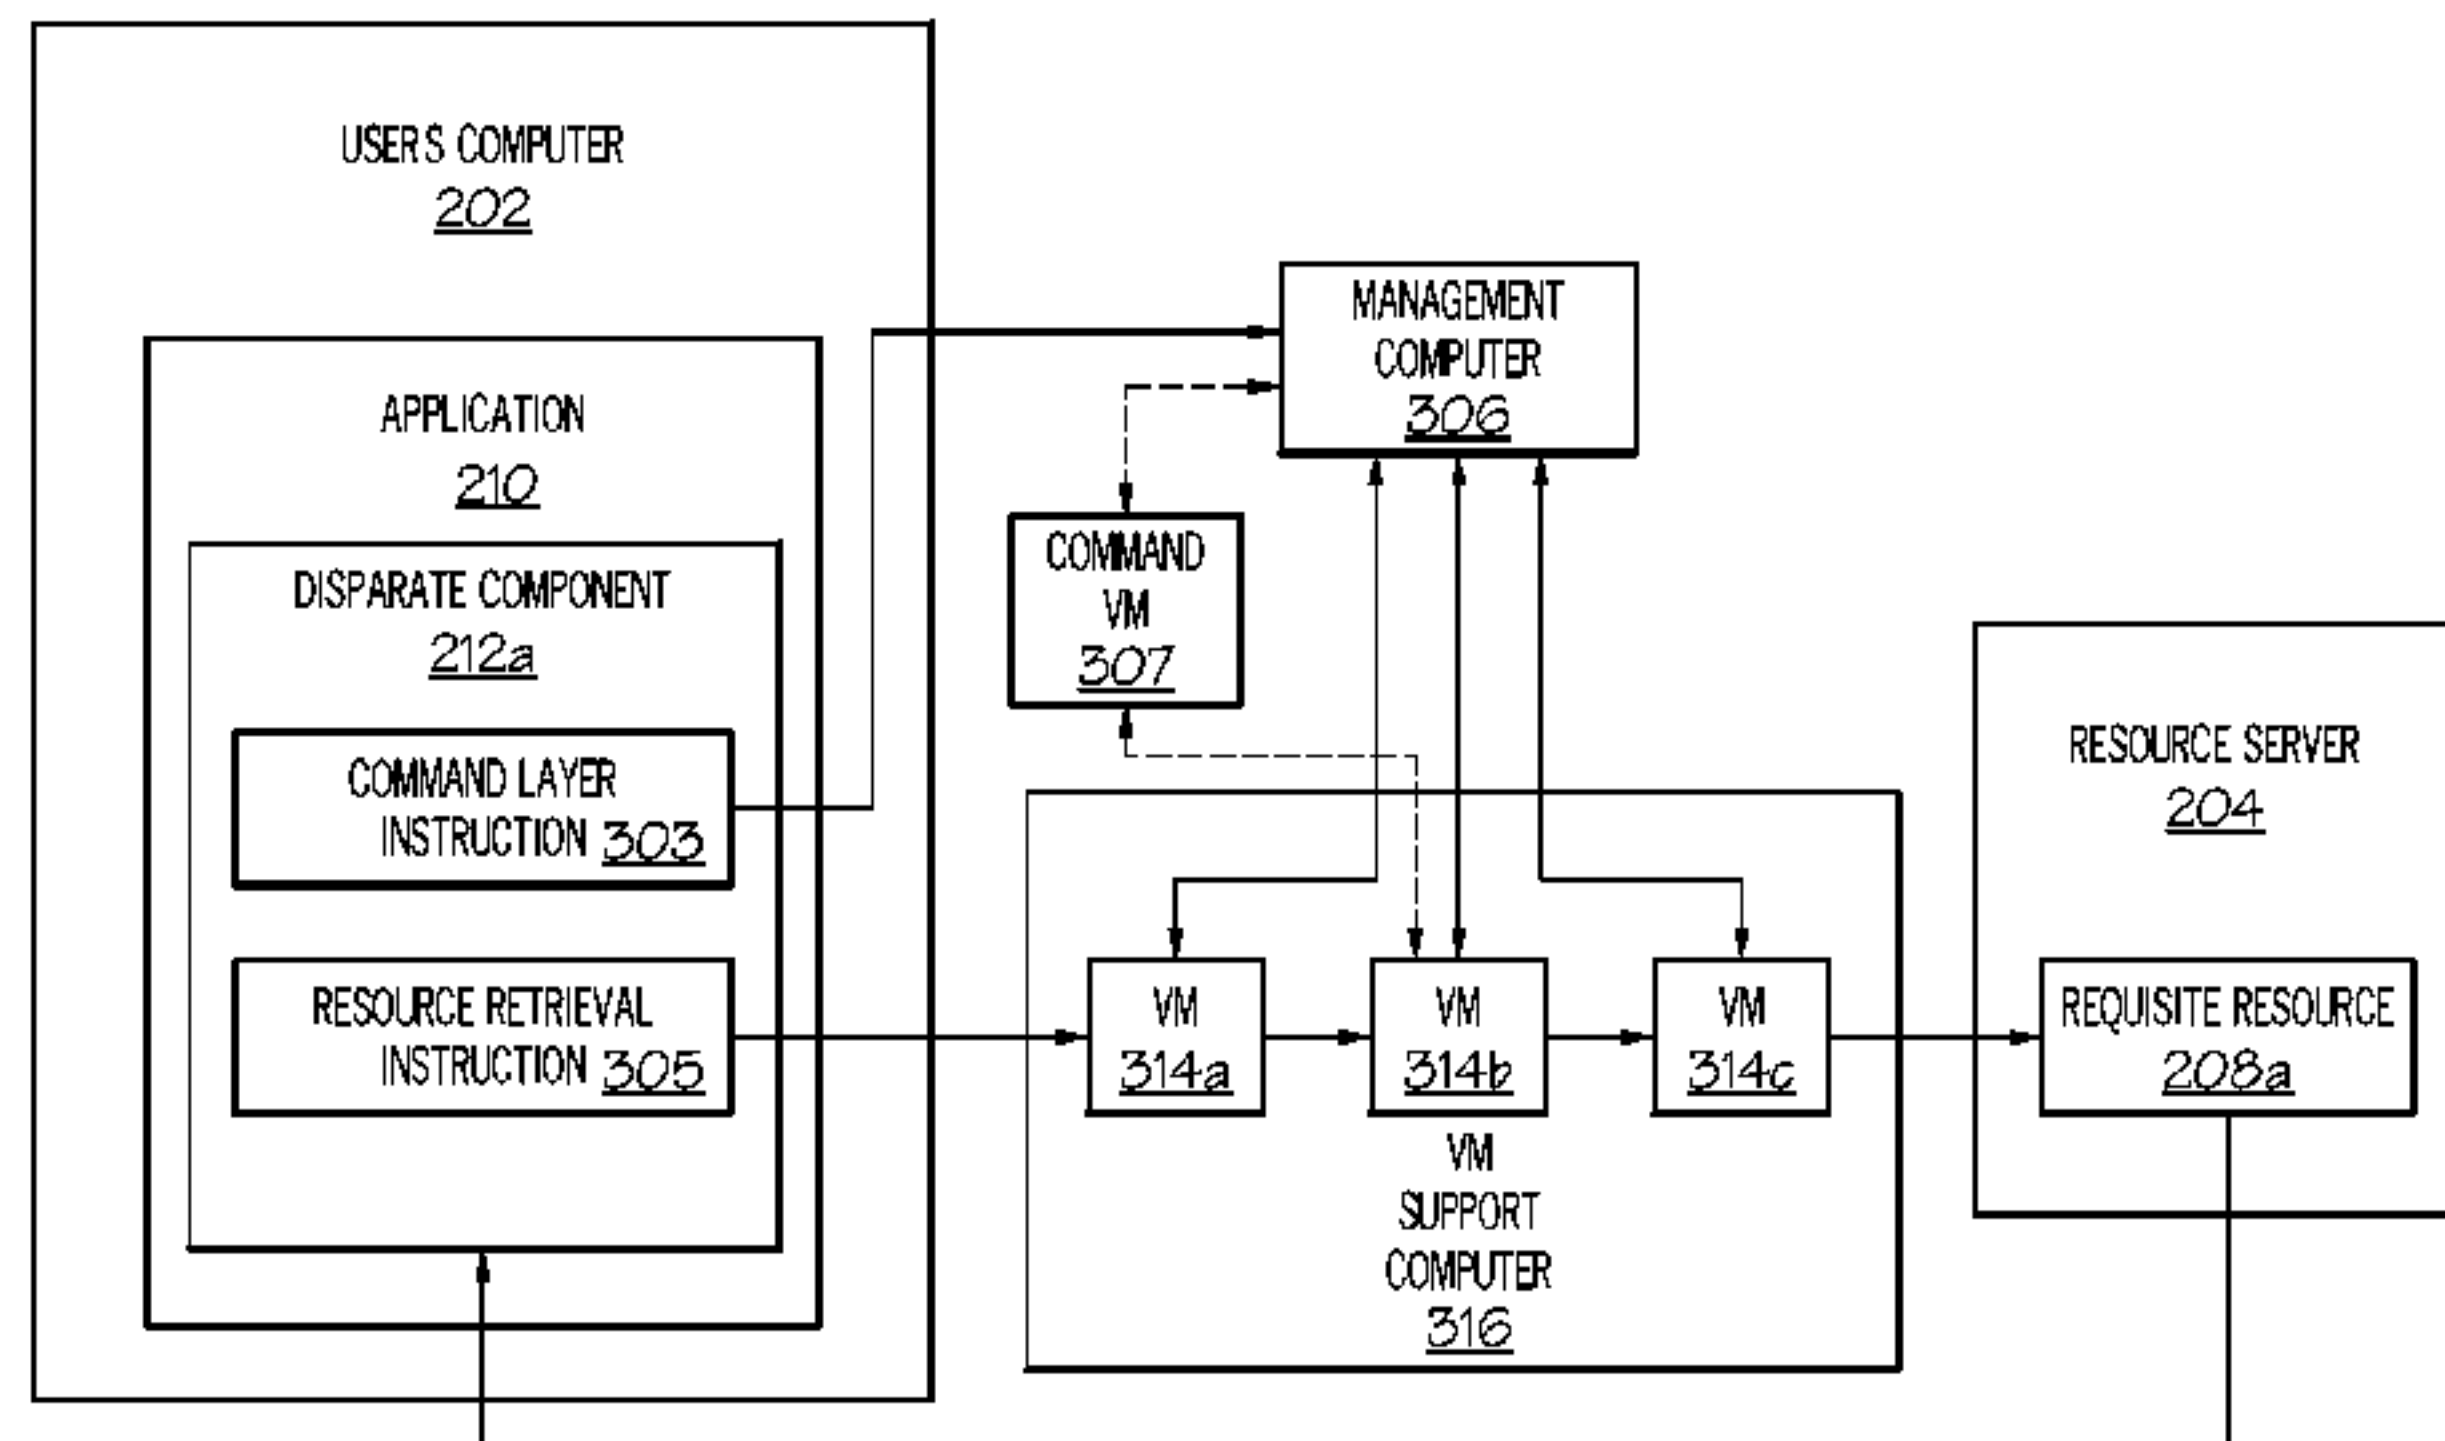 USERS COMPUTER
202
APPLICATION
210
DISPARATE COMPONENT
212a
COMMAND LAYER
INSTRUCTION 303
RESOURCE RETRIEVAL
INSTRUCTION 305
MANAGEMENT
COMPUTER
306
COMMAND
VM
307
VM
314a
VM
314b
VM
314c
VM
SUPPORT
COMPUTER
316
RESOURCE SERVER
204
REQUISITE RESOURCE
208a